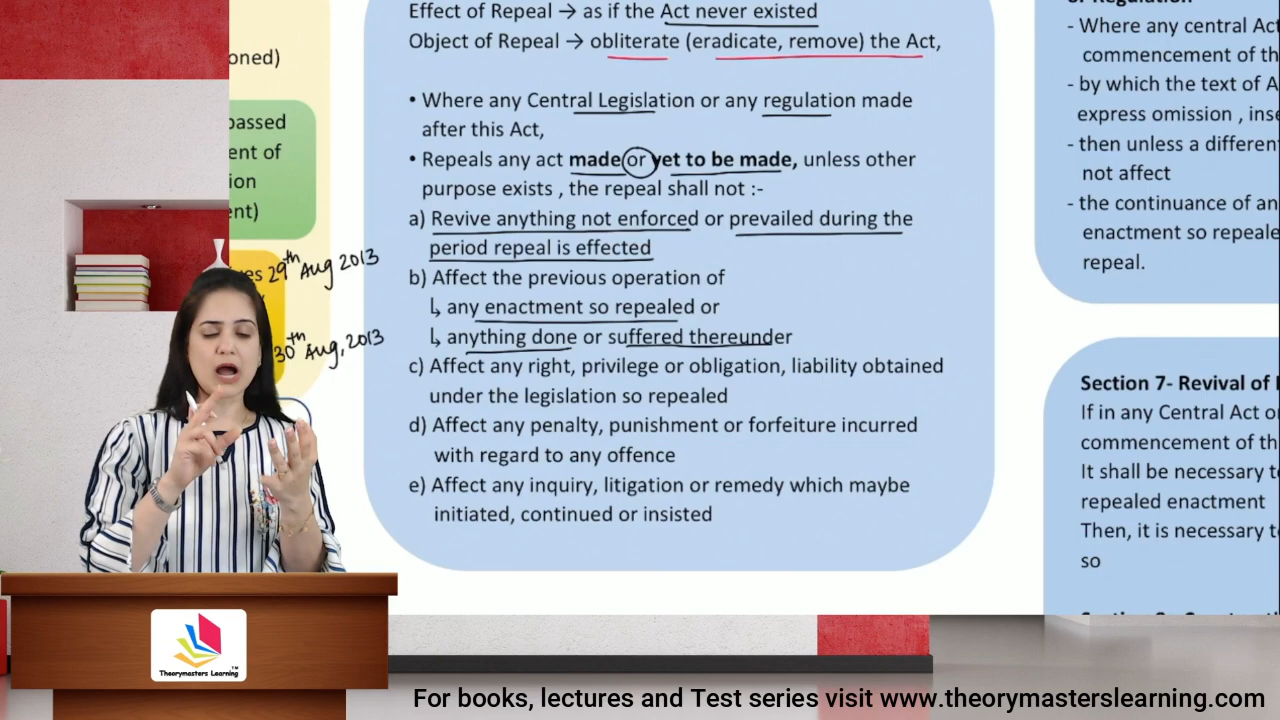 oned)
passed
ent of
ion
ent)
es 29th Aug 2013
30th Aug, 2013
Effect of Repeal → as if the Act never existed
Object of Repeal → obliterate (eradicate, remove) the Act,
• Where any Central Legislation or any regulation made
after this Act,
• Repeals any act made or yet to be made, unless other
purpose exists , the repeal shall not :-
a) Revive anything not enforced or prevailed during the
period repeal is effected
b) Affect the previous operation of
↳ any enactment so repealed or
↳ anything done or suffered thereunder
c) Affect any right, privilege or obligation, liability obtained
under the legislation so repealed
d) Affect any penalty, punishment or forfeiture incurred
with regard to any offence
e) Affect any inquiry, litigation or remedy which maybe
initiated, continued or insisted
- Where any central Act
commencement of th
- by which the text of A
express omission , inse
- then unless a different
not affect
- the continuance of an
enactment so repeale
repeal.
Section 7- Revival of
If in any Central Act or
commencement of th
It shall be necessary to
repealed enactment
Then, it is necessary to
so
Theorymasters Learning™
For books, lectures and Test series visit www.theorymasterslearning.com